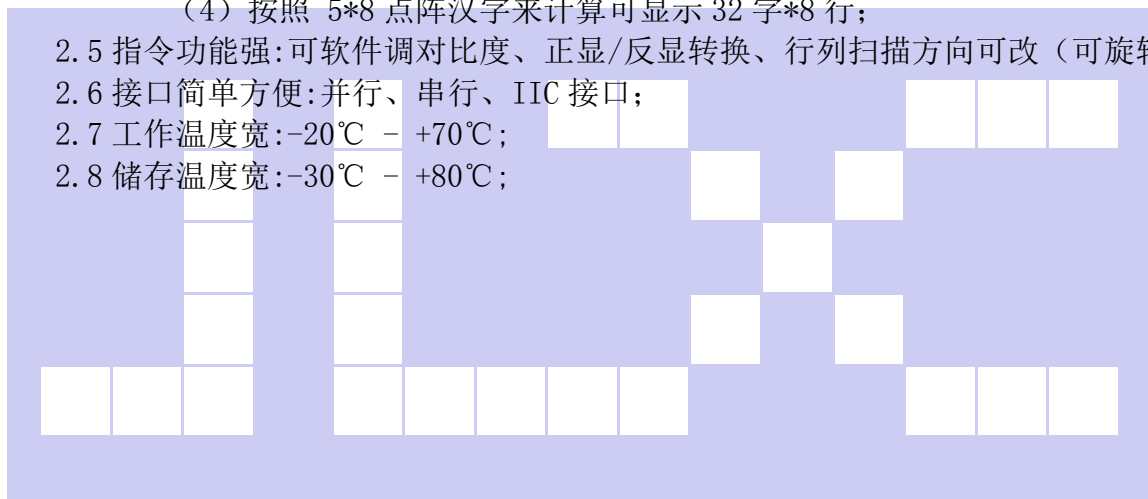 （4）按照 5*8 点阵汉字来计算可显示 32 字*8 行；
2.5 指令功能强:可软件调对比度、正显/反显转换、行列扫描方向可改（可旋转
2.6 接口简单方便:并行、串行、IIC 接口；
2.7 工作温度宽:-20℃ - +70℃;
2.8 储存温度宽:-30℃ - +80℃;